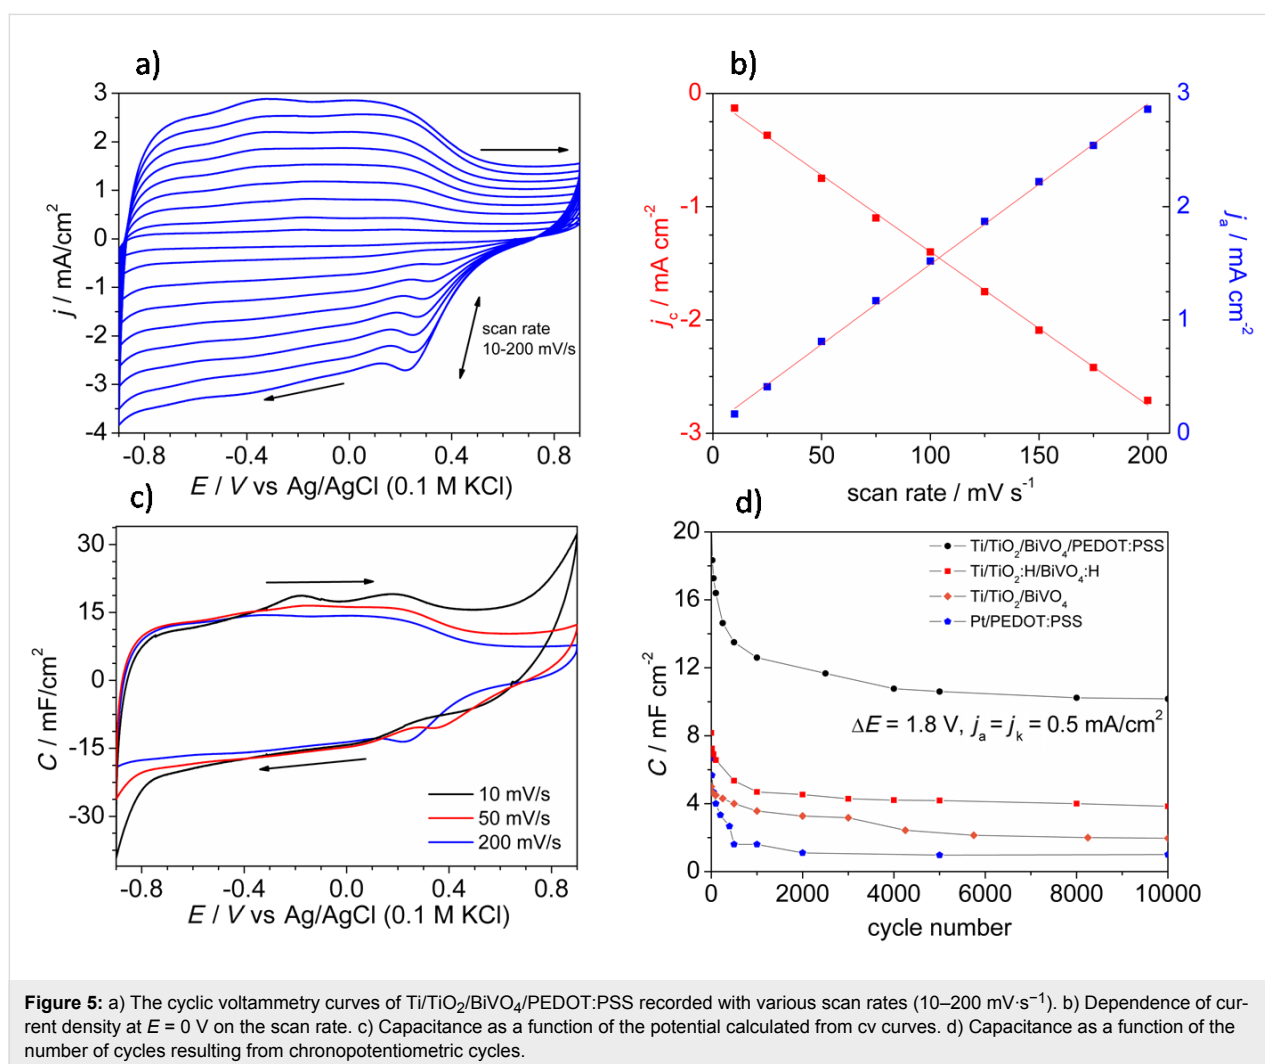 a)
3
2
1
0
-1
-2
-3
-4
j / mA/cm²
scan rate
10-200 mV/s
-0.8 -0.4 0.0 0.4 0.8
E / V vs Ag/AgCl (0.1 M KCl)
b)
0
-1
-2
-3
j_c / mA cm⁻²
3
2
1
0
j_a / mA cm⁻²
0 50 100 150 200
scan rate / mV s⁻¹
c)
30
15
0
-15
-30
C / mF/cm²
10 mV/s
50 mV/s
200 mV/s
-0.8 -0.4 0.0 0.4 0.8
E / V vs Ag/AgCl (0.1 M KCl)
d)
20
16
12
8
4
0
C / mF cm⁻²
Ti/TiO₂/BiVO₄/PEDOT:PSS
Ti/TiO₂:H/BiVO₄:H
Ti/TiO₂/BiVO₄
Pt/PEDOT:PSS
ΔE = 1.8 V, j_a = j_k = 0.5 mA/cm²
0 2000 4000 6000 8000 10000
cycle number
Figure 5: a) The cyclic voltammetry curves of Ti/TiO₂/BiVO₄/PEDOT:PSS recorded with various scan rates (10–200 mV·s⁻¹). b) Dependence of cur-
rent density at E = 0 V on the scan rate. c) Capacitance as a function of the potential calculated from cv curves. d) Capacitance as a function of the
number of cycles resulting from chronopotentiometric cycles.